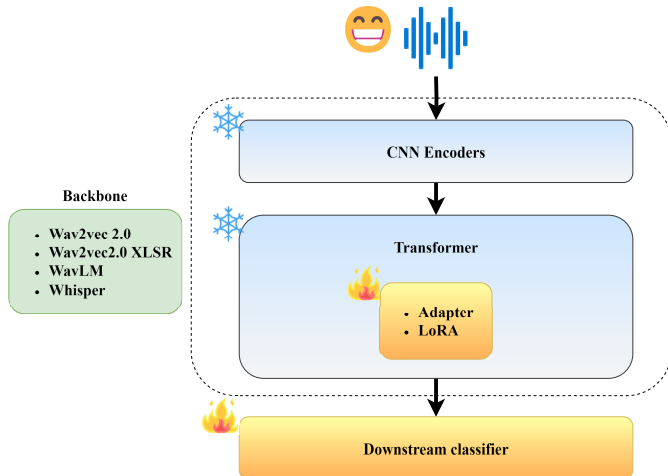 CNN Encoders
Backbone
• Wav2vec 2.0
• Wav2vec2.0 XLSR
• WavLM
• Whisper
Transformer
• Adapter
• LoRA
Downstream classifier